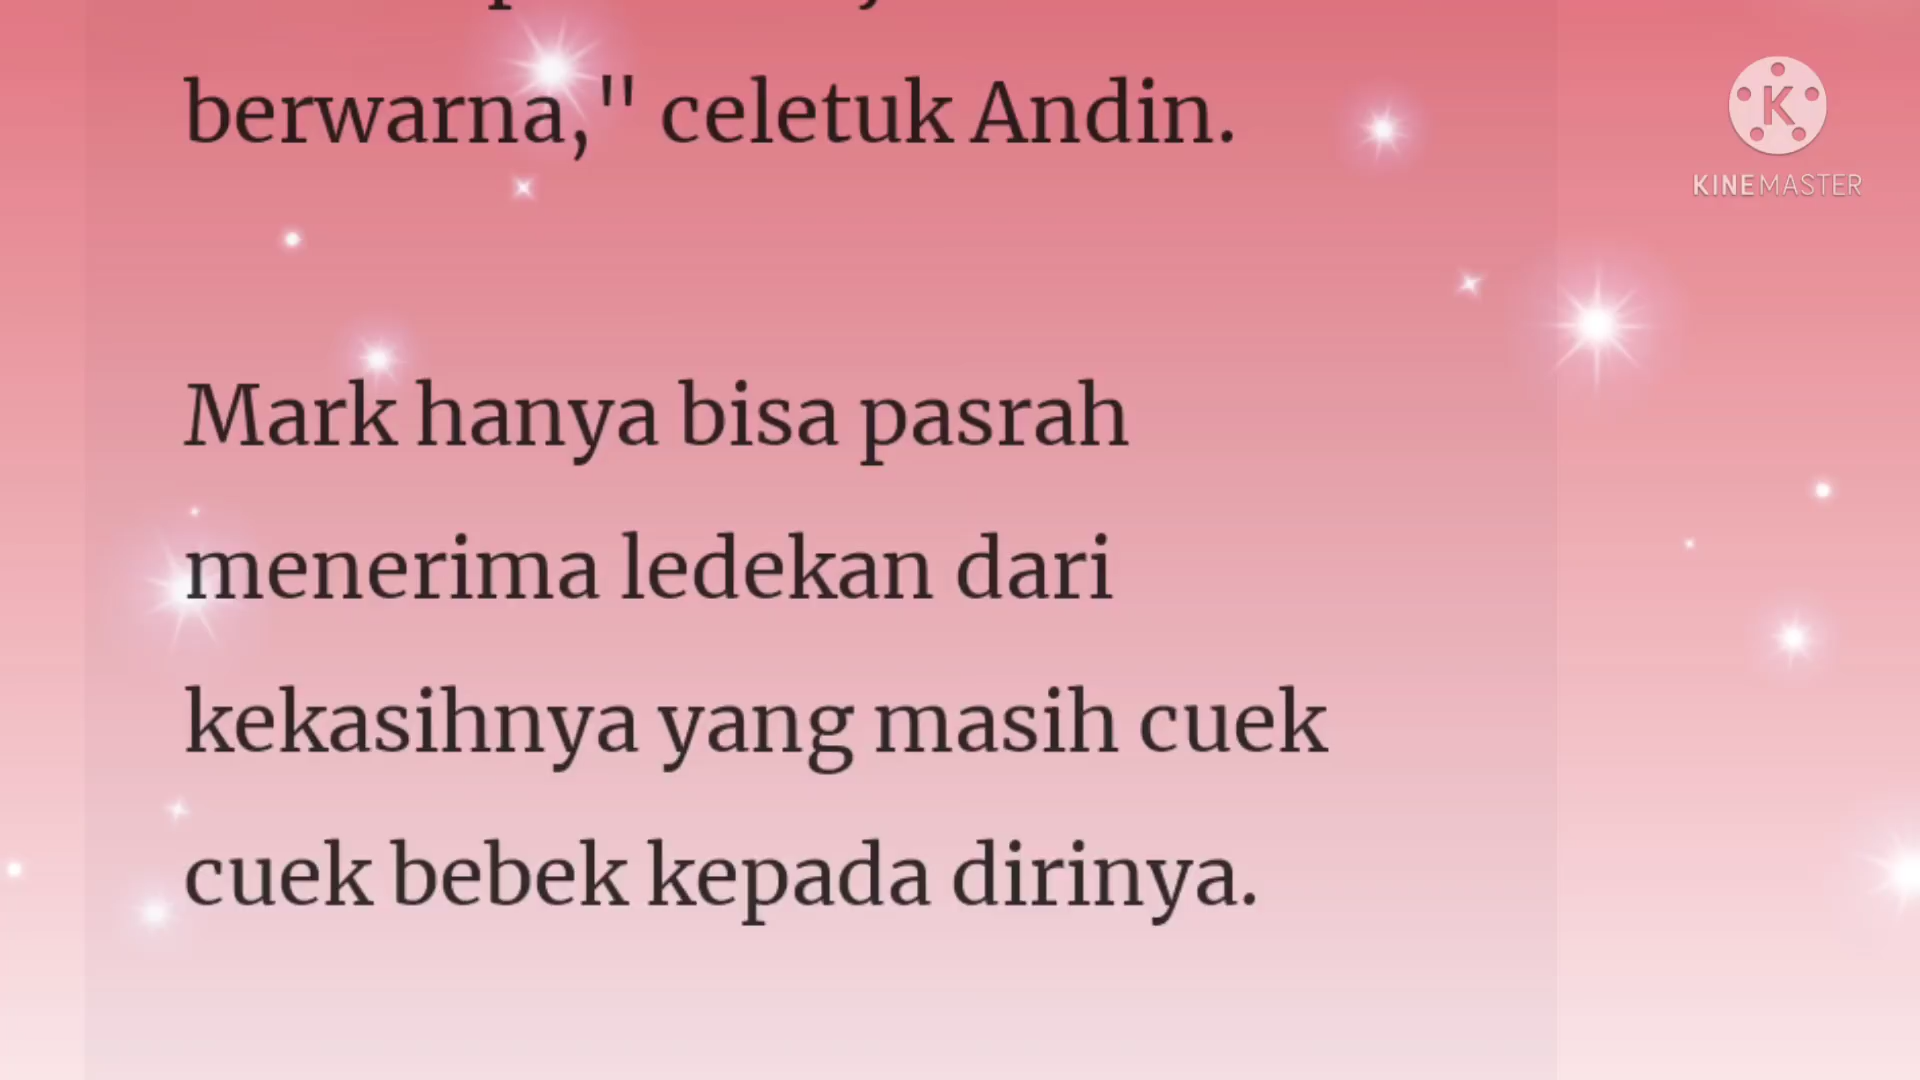 berwarna," celetuk Andin.
Mark hanya bisa pasrah
menerima ledekan dari
kekasihnya yang masih cuek
cuek bebek kepada dirinya.
K
KINEMASTER